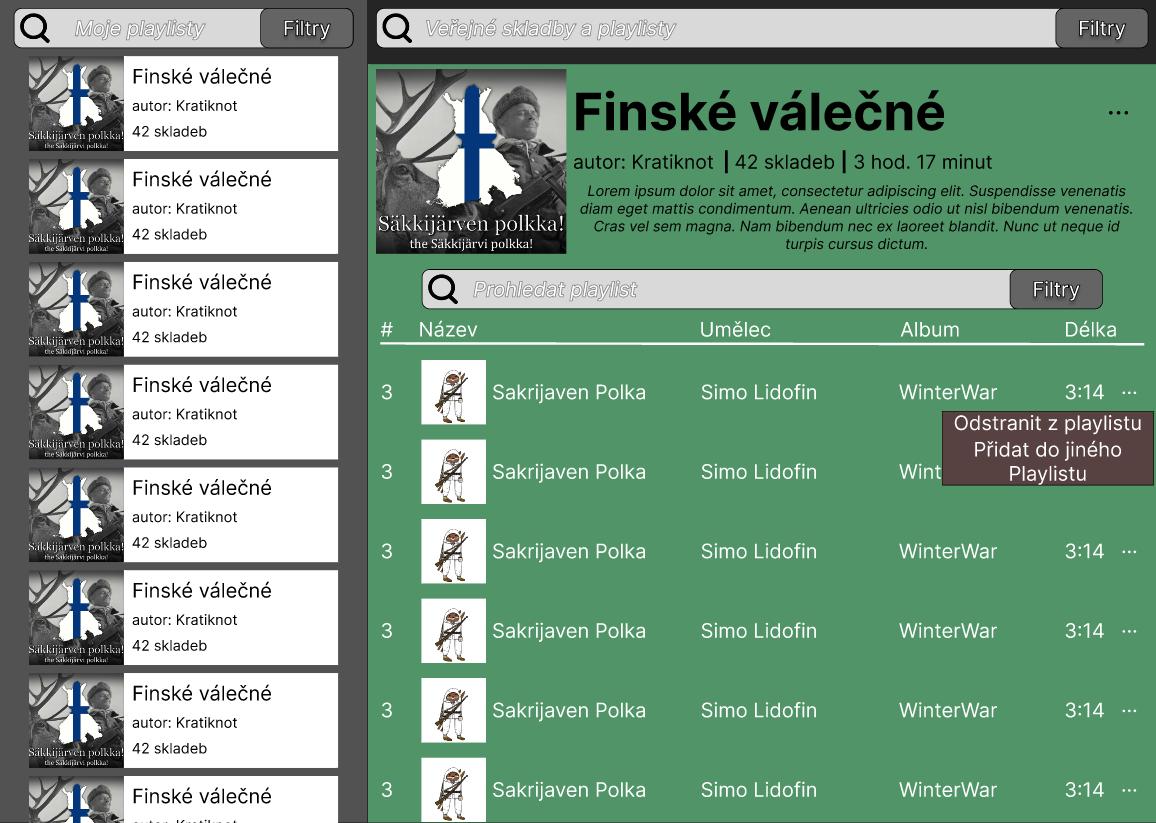 Moje playlisty
Filtry
Finské válečné
autor: Kratiknot
42 skladeb
Säkkijärven polkka!
the Säkkijärvi polkka!
Finské válečné
autor: Kratiknot
42 skladeb
Säkkijärven polkka!
the Säkkijärvi polkka!
Finské válečné
autor: Kratiknot
42 skladeb
Säkkijärven polkka!
the Säkkijärvi polkka!
Finské válečné
autor: Kratiknot
42 skladeb
Säkkijärven polkka!
the Säkkijärvi polkka!
Finské válečné
autor: Kratiknot
42 skladeb
Säkkijärven polkka!
the Säkkijärvi polkka!
Finské válečné
autor: Kratiknot
42 skladeb
Säkkijärven polkka!
the Säkkijärvi polkka!
Finské válečné
autor: Kratiknot
42 skladeb
Säkkijärven polkka!
the Säkkijärvi polkka!
Finské válečné
autor: Kratiknot
Veřejné skladby a playlisty
Filtry
Säkkijärven polkka!
the Säkkijärvi polkka!
Finské válečné ...
autor: Kratiknot | 42 skladeb | 3 hod. 17 minut
Lorem ipsum dolor sit amet, consectetur adipiscing elit. Suspendisse venenatis
diam eget mattis condimentum. Aenean ultricies odio ut nisl bibendum venenatis.
Cras vel sem magna. Nam bibendum nec ex laoreet blandit. Nunc ut neque id
turpis cursus dictum.
Prohledat playlist
Filtry
# Název Umělec Album Délka
3 Sakrijaven Polka Simo Lidofin WinterWar 3:14 ...
Odstranit z playlistu
Přidat do jiného
Playlistu
3 Sakrijaven Polka Simo Lidofin Wint
3 Sakrijaven Polka Simo Lidofin WinterWar 3:14 ...
3 Sakrijaven Polka Simo Lidofin WinterWar 3:14 ...
3 Sakrijaven Polka Simo Lidofin WinterWar 3:14 ...
3 Sakrijaven Polka Simo Lidofin WinterWar 3:14 ...